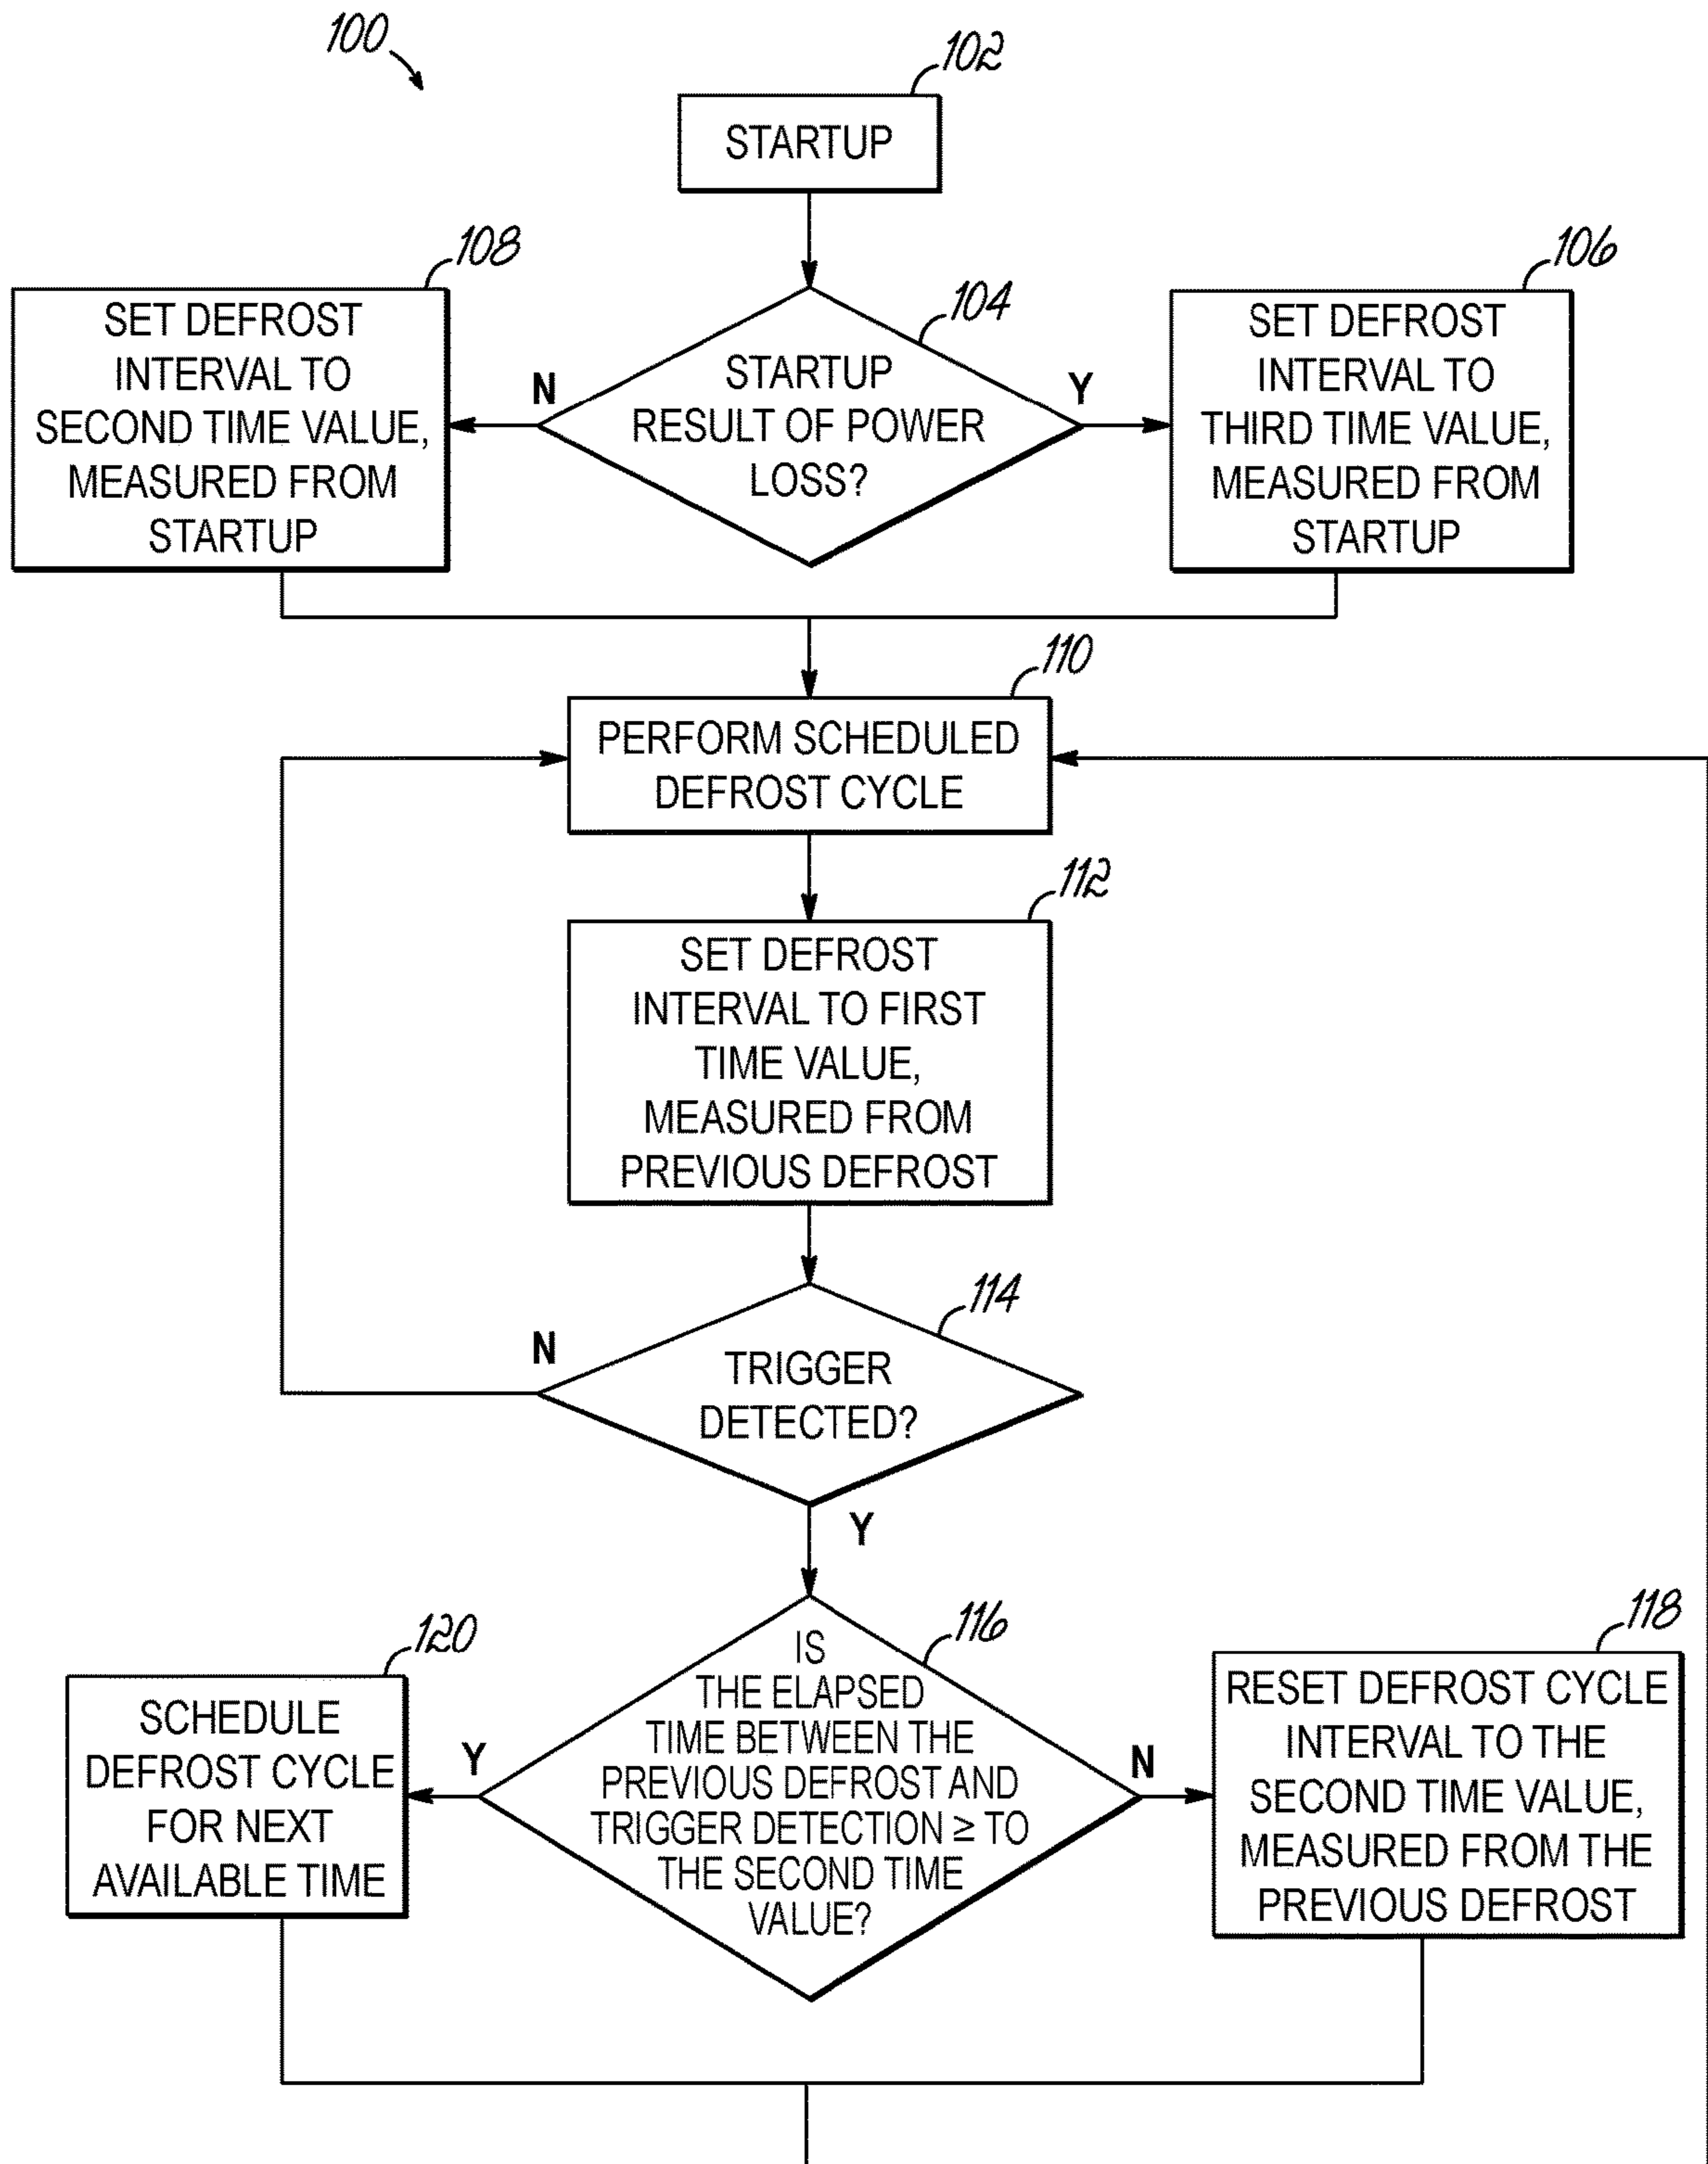 100
102
STARTUP
108
106
104
SET DEFROST
INTERVAL TO
SECOND TIME VALUE,
MEASURED FROM
STARTUP
N
STARTUP
RESULT OF POWER
LOSS?
Y
SET DEFROST
INTERVAL TO
THIRD TIME VALUE,
MEASURED FROM
STARTUP
110
PERFORM SCHEDULED
DEFROST CYCLE
112
SET DEFROST
INTERVAL TO FIRST
TIME VALUE,
MEASURED FROM
PREVIOUS DEFROST
114
N
TRIGGER
DETECTED?
Y
120
116
118
SCHEDULE
DEFROST CYCLE
FOR NEXT
AVAILABLE TIME
Y
IS
THE ELAPSED
TIME BETWEEN THE
PREVIOUS DEFROST AND
TRIGGER DETECTION ≥ TO
THE SECOND TIME
VALUE?
N
RESET DEFROST CYCLE
INTERVAL TO THE
SECOND TIME VALUE,
MEASURED FROM THE
PREVIOUS DEFROST